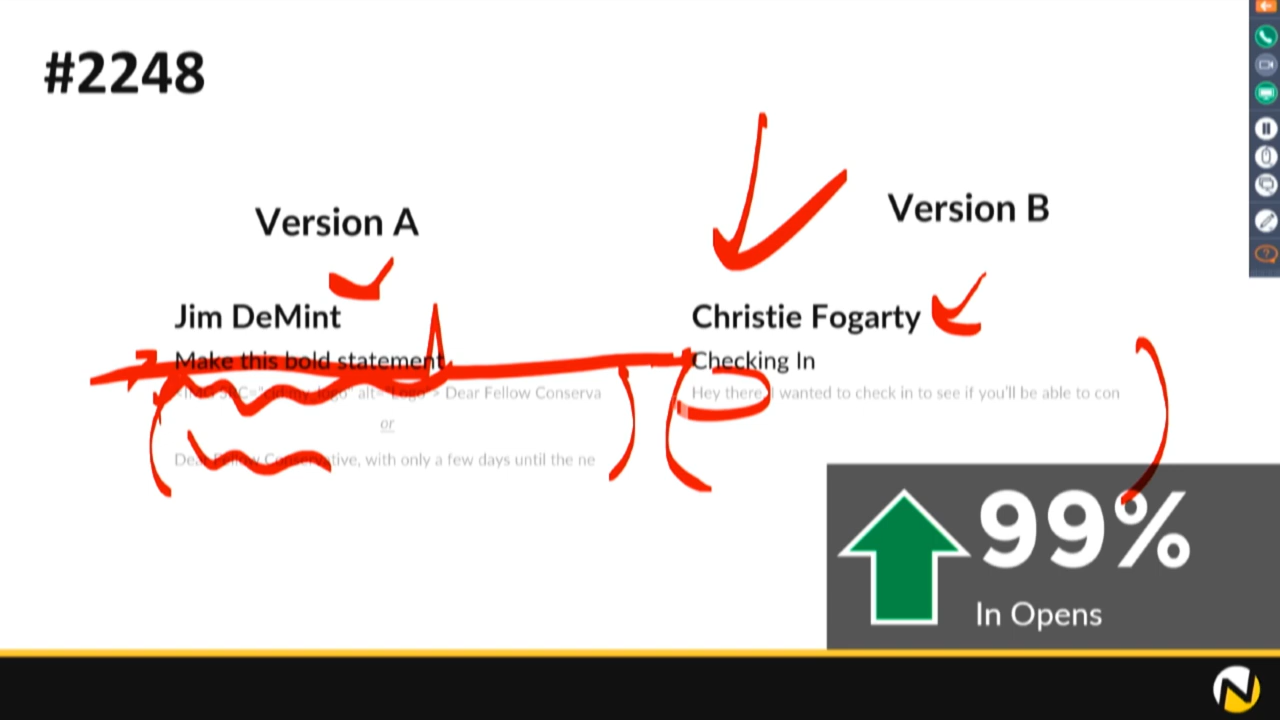 #2248
Version A
Jim DeMint
Make this bold statement
alt="Logo"> Dear Fellow Conserva
or
Dear Fellow Conservative, with only a few days until the ne
Version B
Christie Fogarty
Checking In
Hey there, I wanted to check in to see if you'll be able to con
99%
In Opens